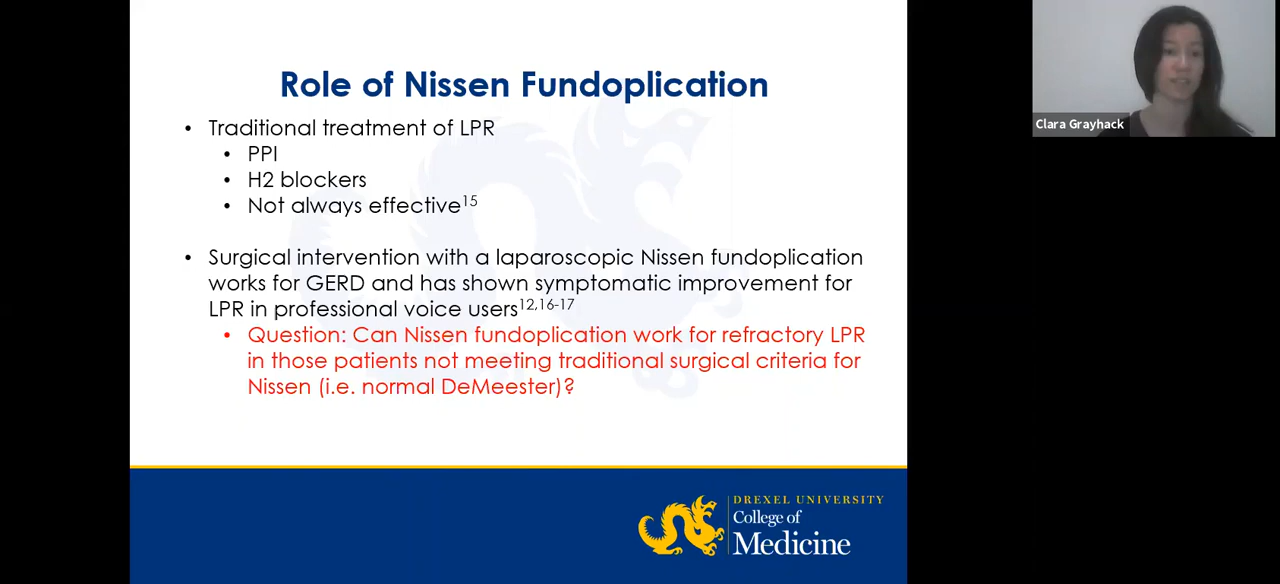 Role of Nissen Fundoplication
• Traditional treatment of LPR
• PPI
• H2 blockers
• Not always effective15
• Surgical intervention with a laparoscopic Nissen fundoplication
works for GERD and has shown symptomatic improvement for
LPR in professional voice users12,16-17
• Question: Can Nissen fundoplication work for refractory LPR
in those patients not meeting traditional surgical criteria for
Nissen (i.e. normal DeMeester)?
DREXEL UNIVERSITY
College of
Medicine
Clara Grayhack